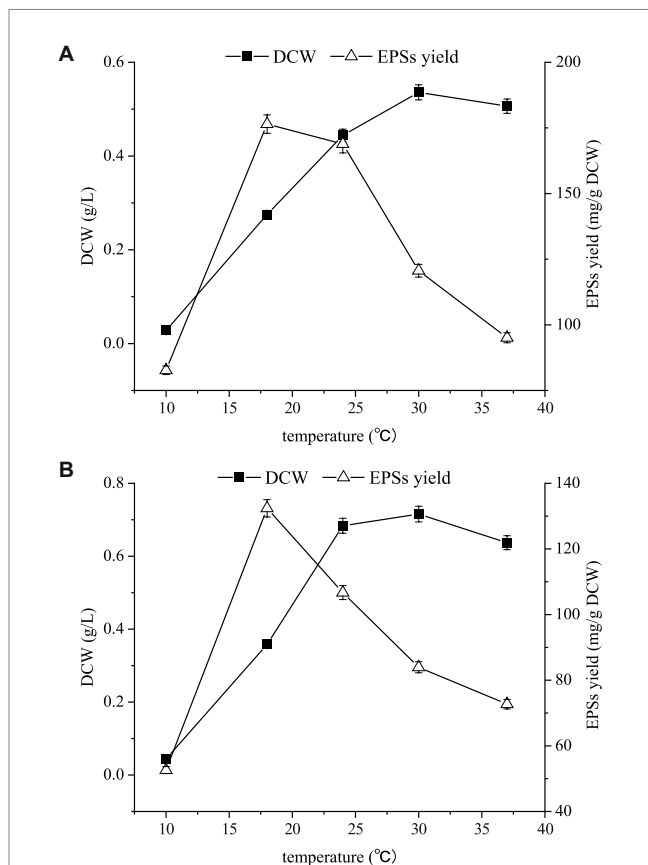 A
DCW
EPSs yield
0.6
0.4
0.2
0.0
DCW (g/L)
200
150
100
EPSs yield (mg/g DCW)
10 15 20 25 30 35 40
temperature (℃)
B
DCW
EPSs yield
0.8
0.6
0.4
0.2
0.0
DCW (g/L)
140
120
100
80
60
40
EPSs yield (mg/g DCW)
10 15 20 25 30 35 40
temperature (℃)